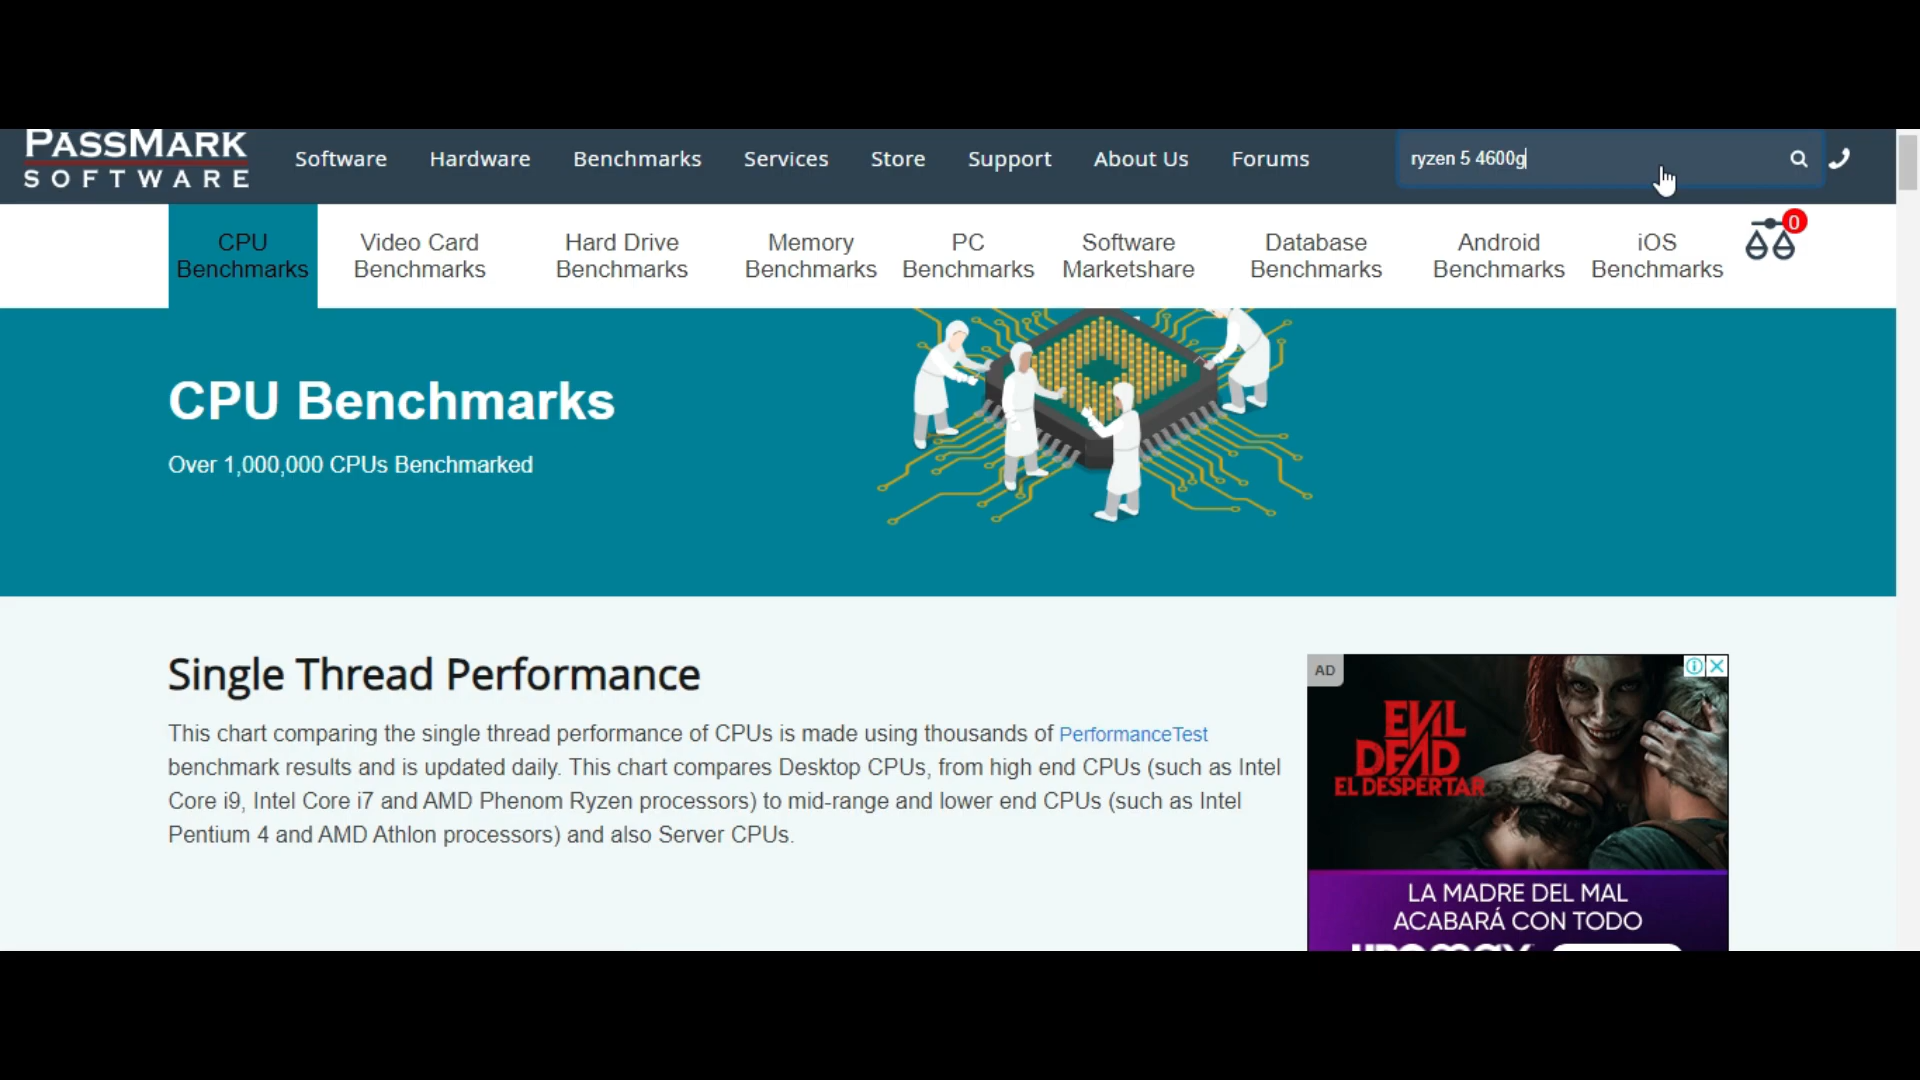 PASSMARK
SOFTWARE
Software Hardware Benchmarks Services Store Support About Us Forums
ryzen 5 4600g
CPU Benchmarks
Video Card Benchmarks
Hard Drive Benchmarks
Memory Benchmarks
PC Benchmarks
Software Marketshare
Database Benchmarks
Android Benchmarks
iOS Benchmarks
0
CPU Benchmarks
Over 1,000,000 CPUs Benchmarked
Single Thread Performance
This chart comparing the single thread performance of CPUs is made using thousands of PerformanceTest
benchmark results and is updated daily. This chart compares Desktop CPUs, from high end CPUs (such as Intel
Core i9, Intel Core i7 and AMD Phenom Ryzen processors) to mid-range and lower end CPUs (such as Intel
Pentium 4 and AMD Athlon processors) and also Server CPUs.
AD
EVIL
DEAD
EL DESPERTAR
LA MADRE DEL MAL
ACABARÁ CON TODO